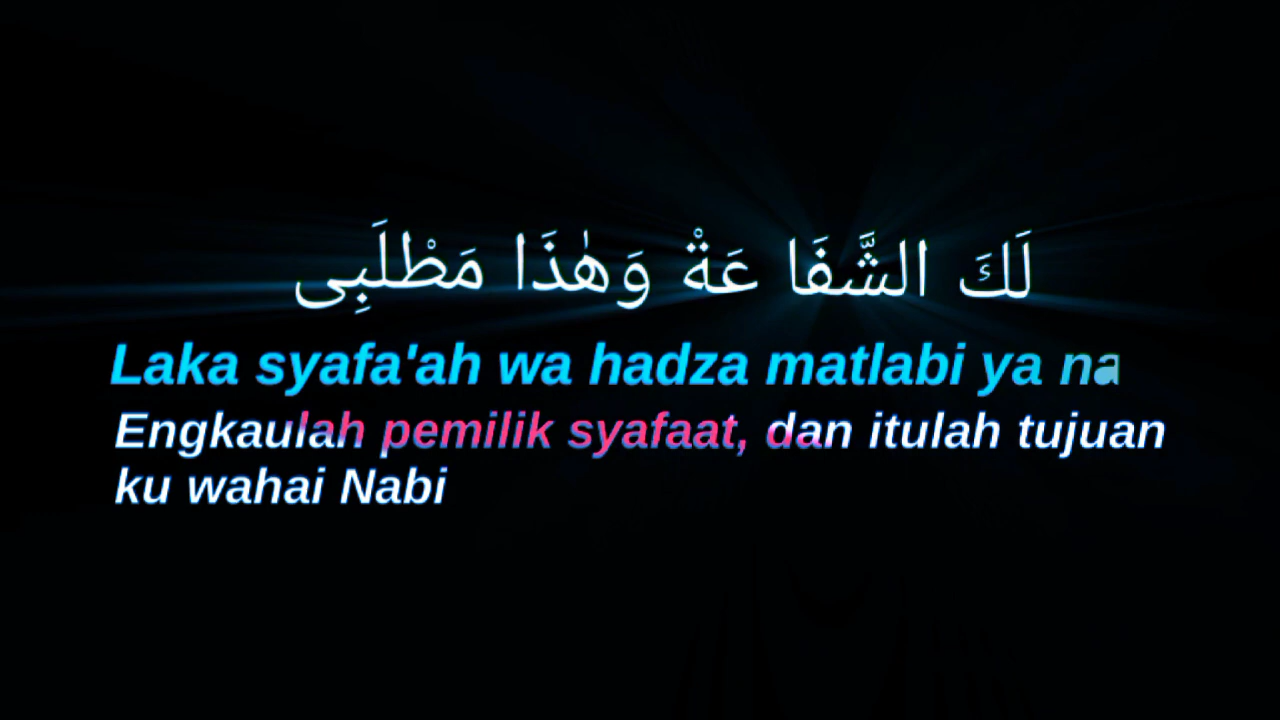 لَكَ الشَّفَا عَةْ وَهٰذَا مَطْلَبِى
Laka syafa'ah wa hadza matlabi ya na
Engkaulah pemilik syafaat, dan itulah tujuan
ku wahai Nabi